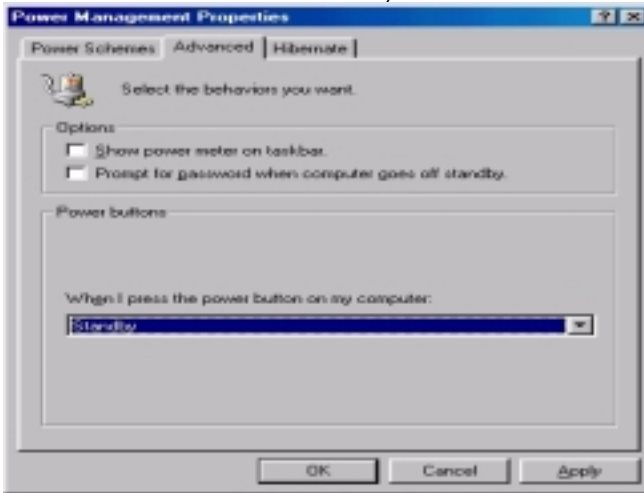 Power Management Properties
Power Schemes Advanced Hibernate
Select the behaviors you want.
Options
Show power meter on taskbar.
Prompt for password when computer goes off standby.
Power buttons
When I press the power button on my computer:
Standby
OK Cancel Apply